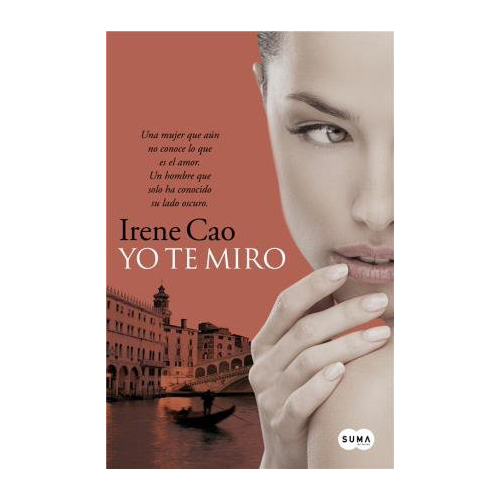 Una mujer que aún
no conoce lo que
es el amor.
Un hombre que
solo ha conocido
su lado oscuro.
Irene Cao
YO TE MIRO
SUMA